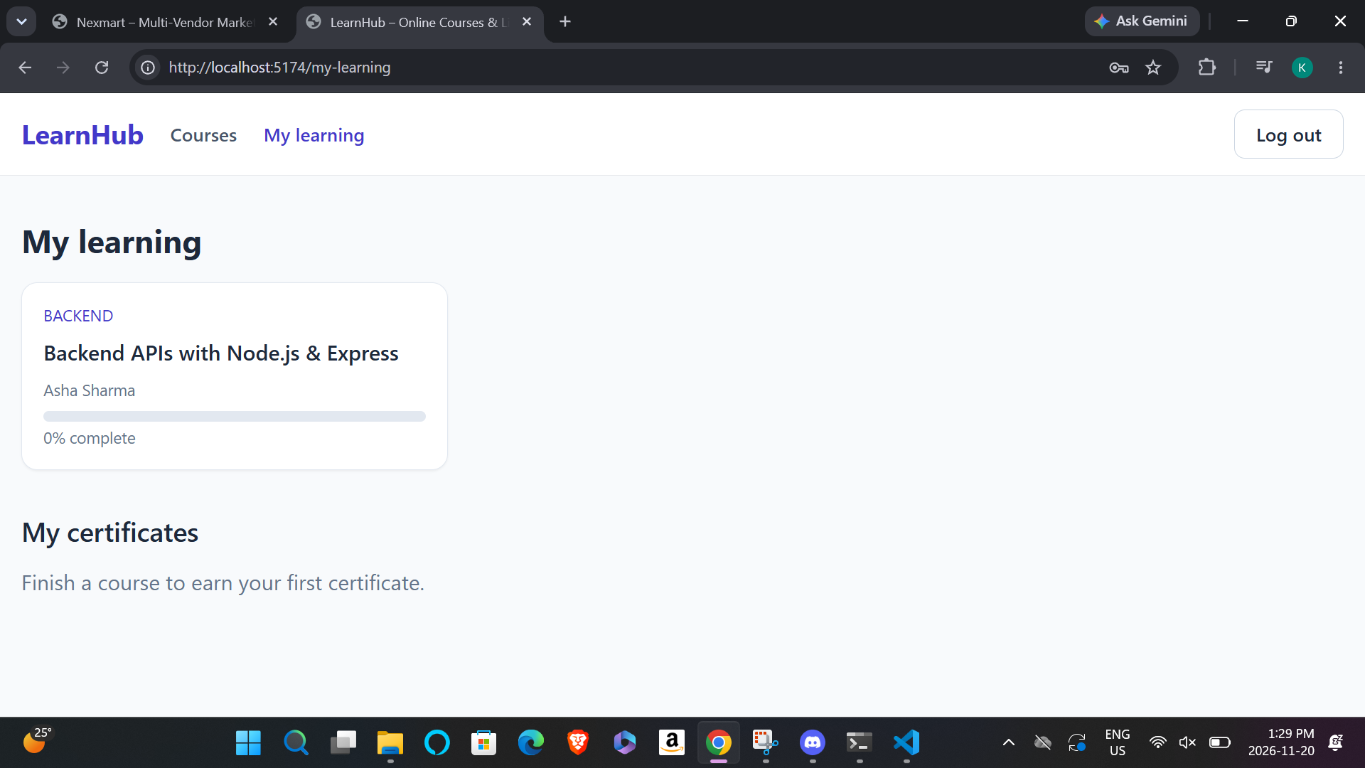 Nexmart – Multi-Vendor Marke
LearnHub – Online Courses & L
Ask Gemini
http://localhost:5174/my-learning
K
LearnHub
Courses
My learning
Log out
My learning
BACKEND
Backend APIs with Node.js & Express
Asha Sharma
0% complete
My certificates
Finish a course to earn your first certificate.
25°
a
ENG
US
1:29 PM
2026-11-20